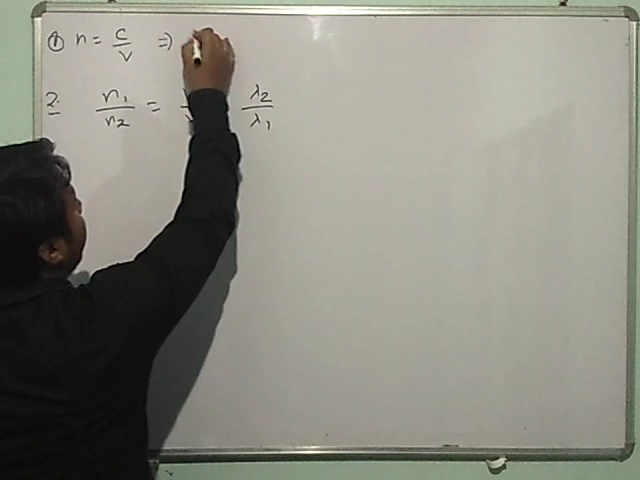 ① n = c/v ⇒
2. n₁/n₂ = λ₂/λ₁